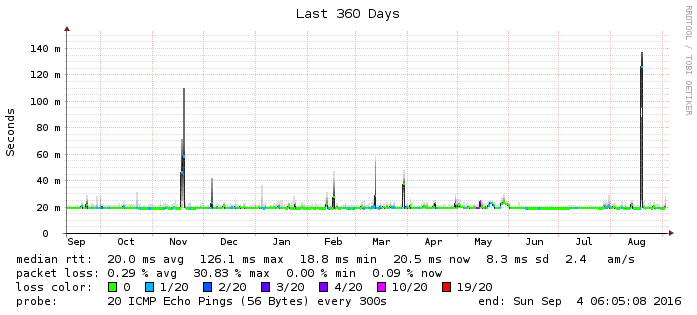 Last 360 Days
RRDTOOL / TOBI OETIKER
Seconds
140 m
120 m
100 m
80 m
60 m
40 m
20 m
0
Sep Oct Nov Dec Jan Feb Mar Apr May Jun Jul Aug
median rtt: 20.0 ms avg 126.1 ms max 18.8 ms min 20.5 ms now 8.3 ms sd 2.4 am/s
packet loss: 0.29 % avg 30.83 % max 0.00 % min 0.09 % now
loss color: 0 1/20 2/20 3/20 4/20 10/20 19/20
probe: 20 ICMP Echo Pings (56 Bytes) every 300s end: Sun Sep 4 06:05:08 2016